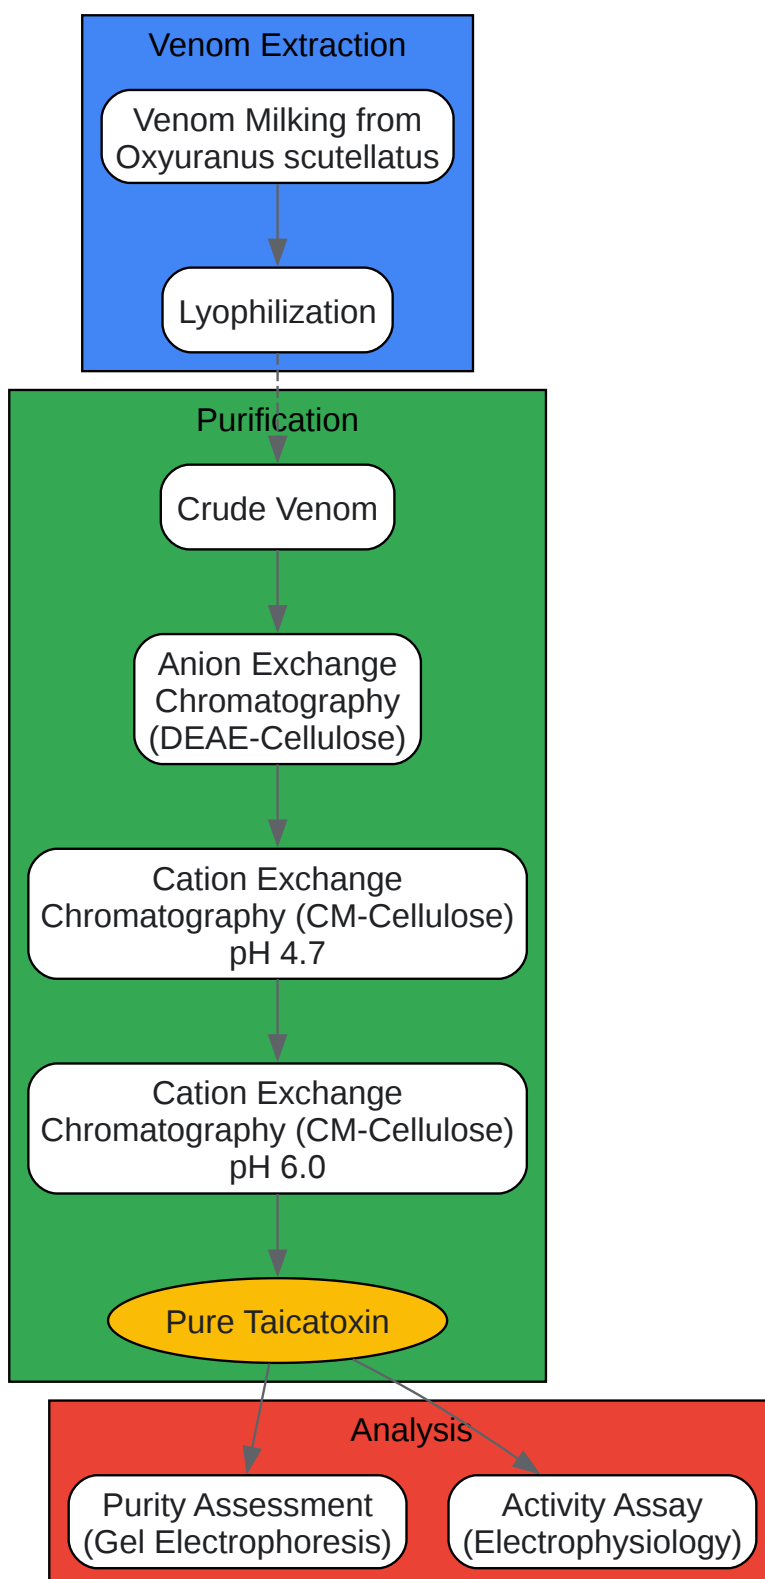 Venom Extraction
Venom Milking from
Oxyuranus scutellatus
Lyophilization
Purification
Crude Venom
Anion Exchange
Chromatography
(DEAE-Cellulose)
Cation Exchange
Chromatography (CM-Cellulose)
pH 4.7
Cation Exchange
Chromatography (CM-Cellulose)
pH 6.0
Pure Taicatoxin
Analysis
Purity Assessment
(Gel Electrophoresis)
Activity Assay
(Electrophysiology)